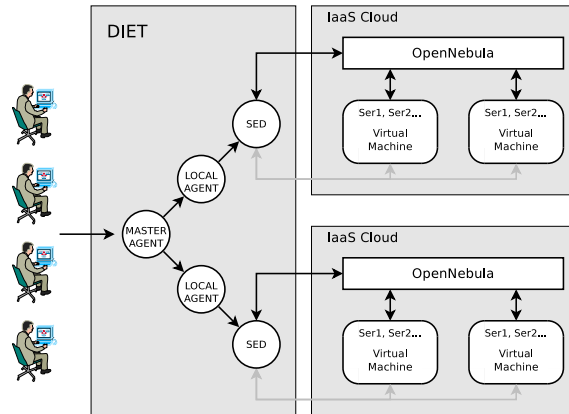 DIET
IaaS Cloud
OpenNebula
Ser1, Ser2...
Virtual
Machine
Ser1, Ser2...
Virtual
Machine
SED
LOCAL
AGENT
MASTER
AGENT
LOCAL
AGENT
SED
IaaS Cloud
OpenNebula
Ser1, Ser2...
Virtual
Machine
Ser1, Ser2...
Virtual
Machine